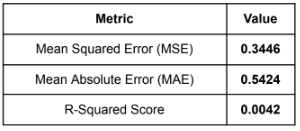 Metric Value
Mean Squared Error (MSE) 0.3446
Mean Absolute Error (MAE) 0.5424
R-Squared Score 0.0042